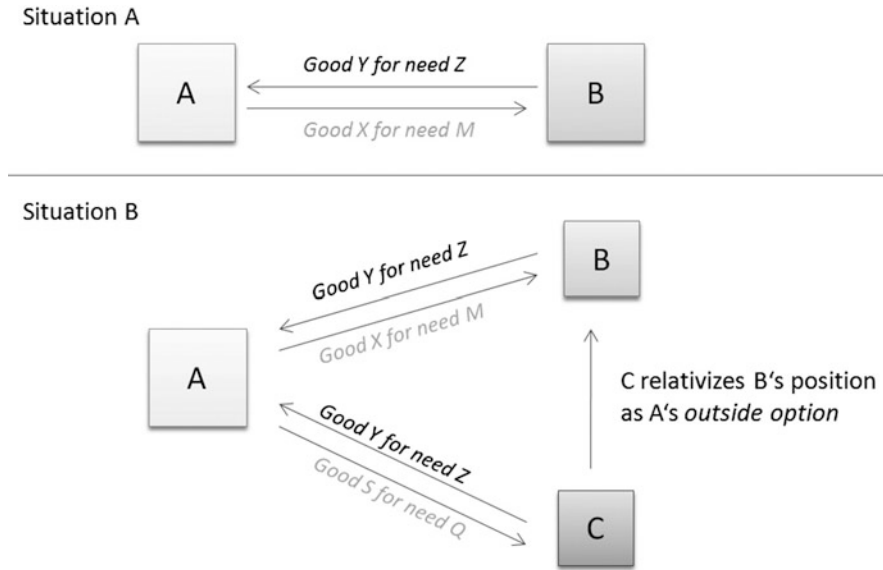 Situation A
A
Good Y for need Z
B
Good X for need M
Situation B
B
Good Y for need Z
Good X for need M
A
C relativizes B‘s position
as A‘s outside option
Good Y for need Z
Good S for need Q
C